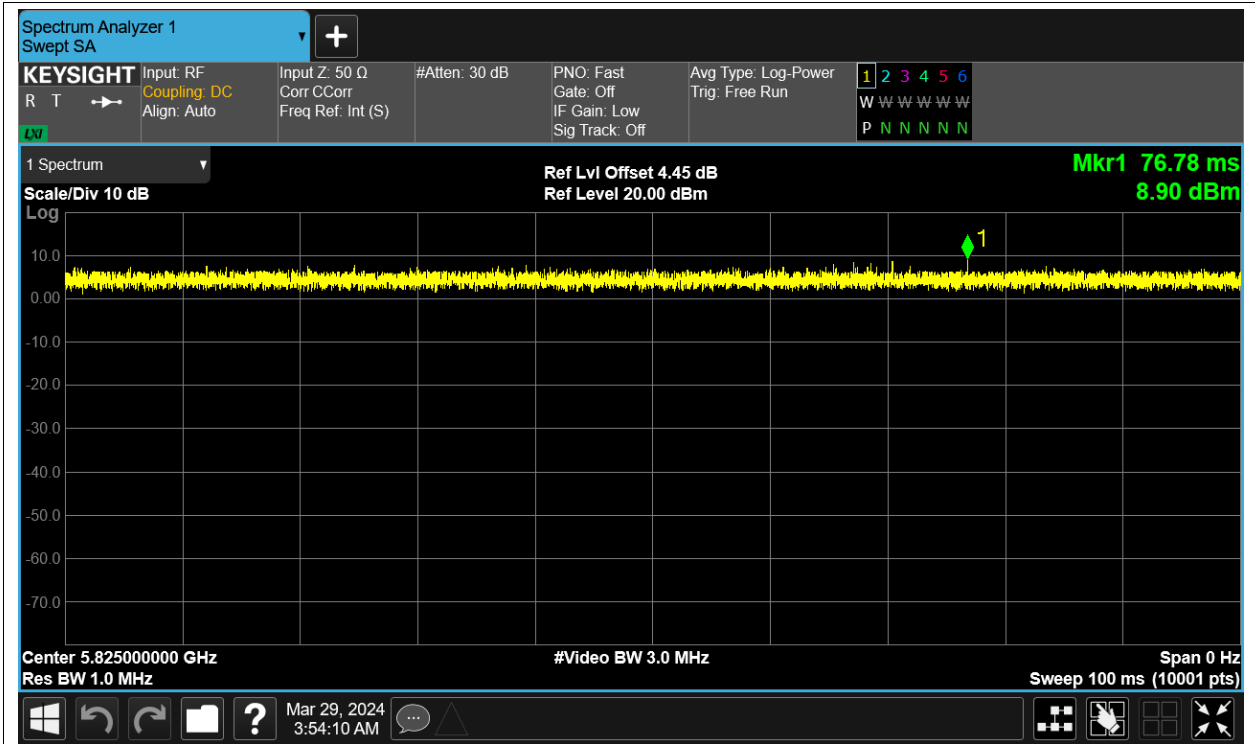 Spectrum Analyzer 1
Swept SA
KEYSIGHT
R T
LXI
Input: RF
Coupling: DC
Align: Auto
Input Z: 50 Ω
Corr CCorr
Freq Ref: Int (S)
#Atten: 30 dB
PNO: Fast
Gate: Off
IF Gain: Low
Sig Track: Off
Avg Type: Log-Power
Trig: Free Run
1 2 3 4 5 6
W W W W W W
P N N N N N
1 Spectrum
Ref Lvl Offset 4.45 dB
Mkr1 76.78 ms
Scale/Div 10 dB
Ref Level 20.00 dBm
8.90 dBm
Log
1
10.0
0.00
-10.0
-20.0
-30.0
-40.0
-50.0
-60.0
-70.0
Center 5.825000000 GHz
#Video BW 3.0 MHz
Span 0 Hz
Res BW 1.0 MHz
Sweep 100 ms (10001 pts)
?
Mar 29, 2024
3:54:10 AM